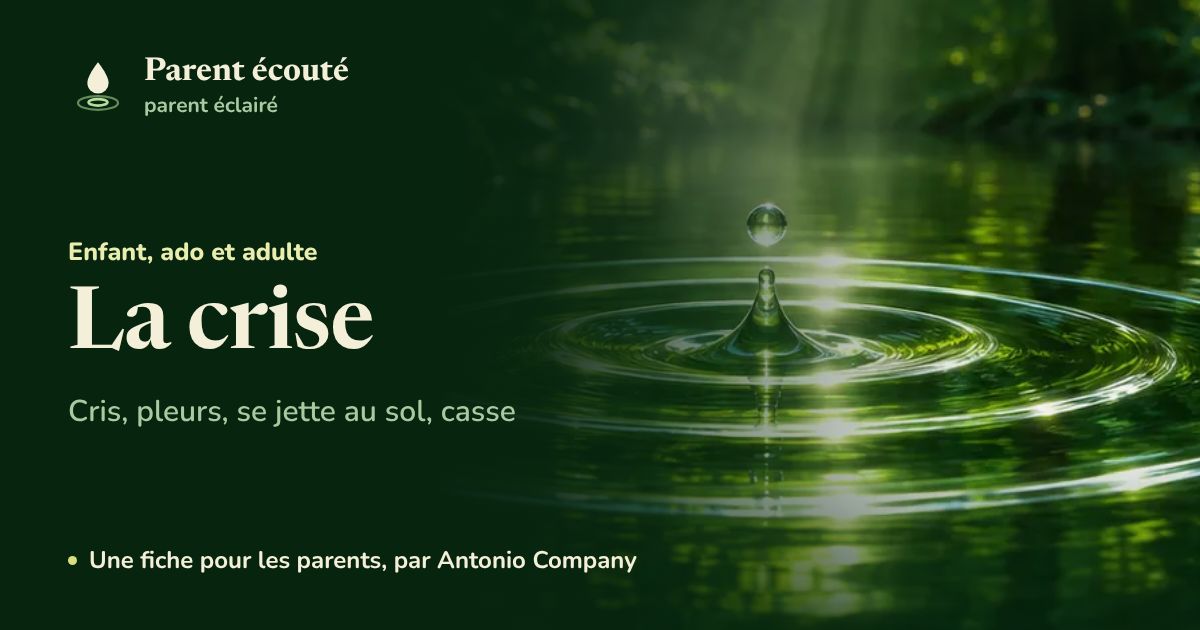 Parent écouté
parent éclairé
Enfant, ado et adulte
La crise
Cris, pleurs, se jette au sol, casse
Une fiche pour les parents, par Antonio Company